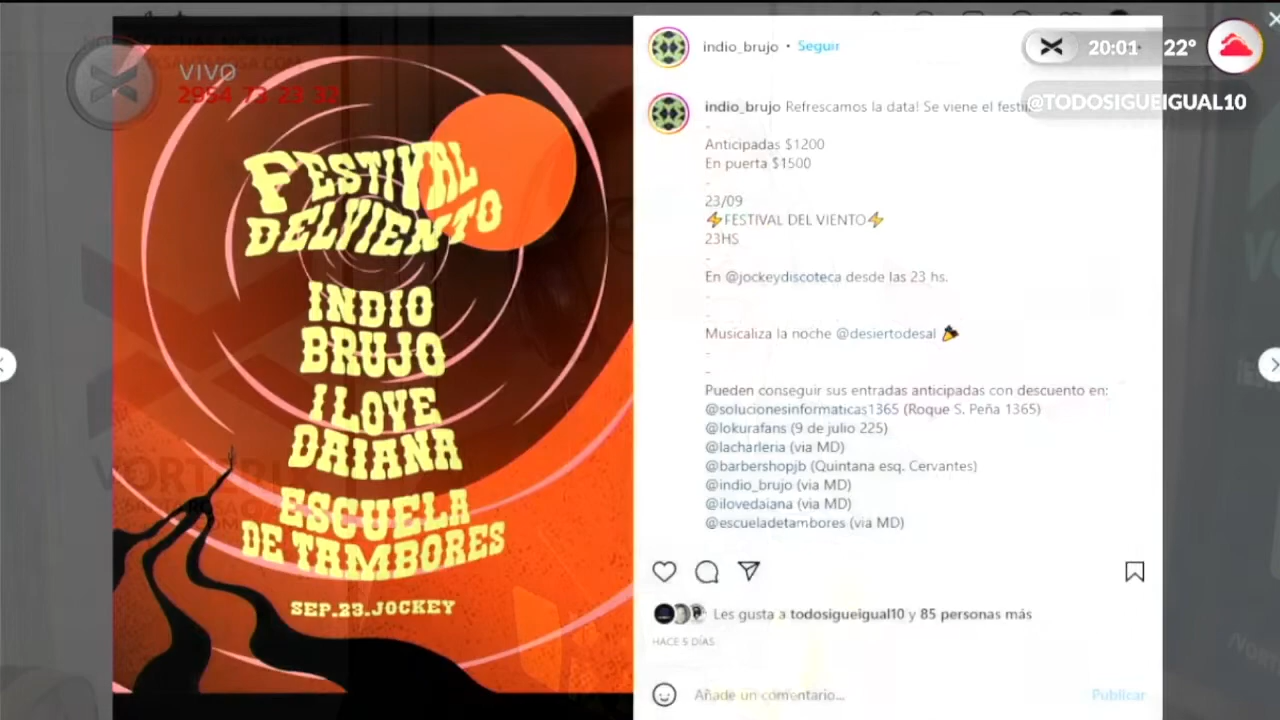 VIVO
2954 73 23 33
FESTIVAL
DELVIENTO
INDIO
BRUJO
I LOVE
DAIANA
ESCUELA
DE TAMBORES
SEP.23.JOCKEY
indio_brujo • Seguir
20:01 22°
@TODOSIGUEIGUAL10
indio_brujo Refrescamos la data! Se viene el
-
Anticipadas $1200
En puerta $1500
-
23/09
⚡FESTIVAL DEL VIENTO⚡
23HS
-
En @jockeydiscoteca desde las 23 hs.
-
-
Musicaliza la noche @desiertodesal 🎉
-
-
Pueden conseguir sus entradas anticipadas con descuento en:
@solucionesinformaticas1365 (Roque S. Peña 1365)
@lokurafans (9 de julio 225)
@lacharleria (via MD)
@barbershopjb (Quintana esq. Cervantes)
@indio_brujo (via MD)
@ilovedaiana (via MD)
@escueladetambores (via MD)
Les gusta a todosigueigual10 y 85 personas más
HACE 5 DÍAS
Añade un comentario...
Publicar